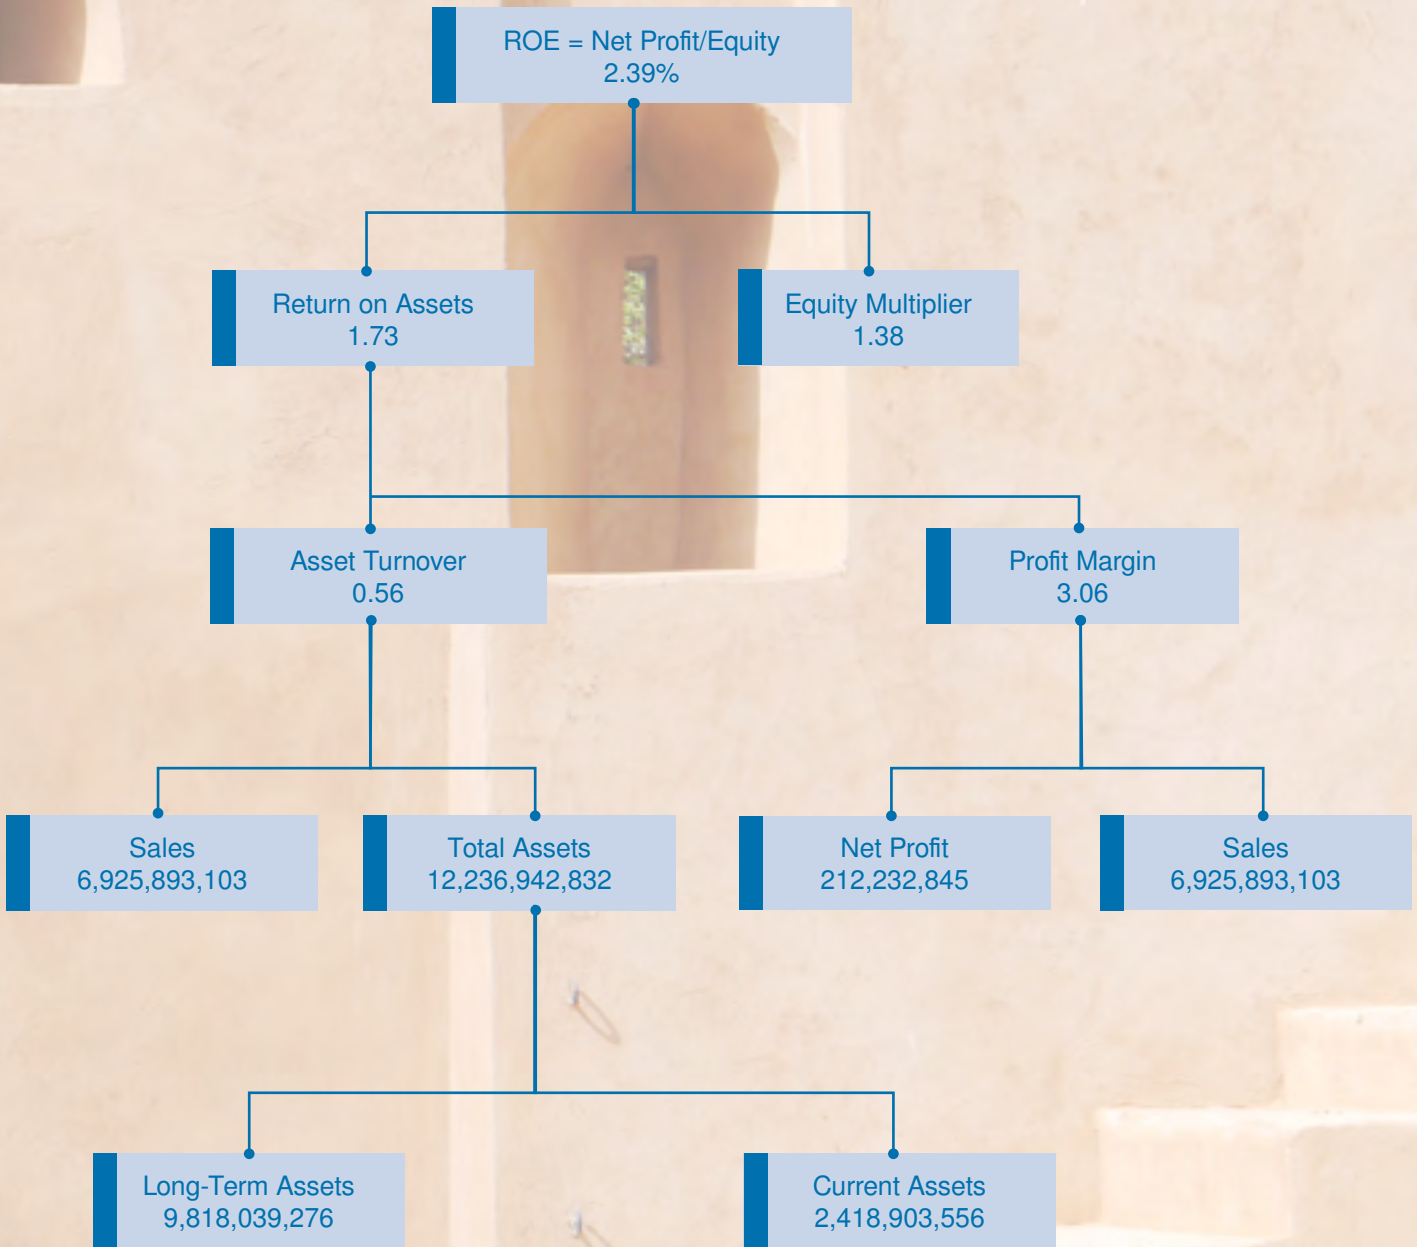 ROE = Net Profit/Equity
2.39%
Return on Assets
1.73
Equity Multiplier
1.38
Asset Turnover
0.56
Profit Margin
3.06
Sales
6,925,893,103
Total Assets
12,236,942,832
Net Profit
212,232,845
Sales
6,925,893,103
Long-Term Assets
9,818,039,276
Current Assets
2,418,903,556